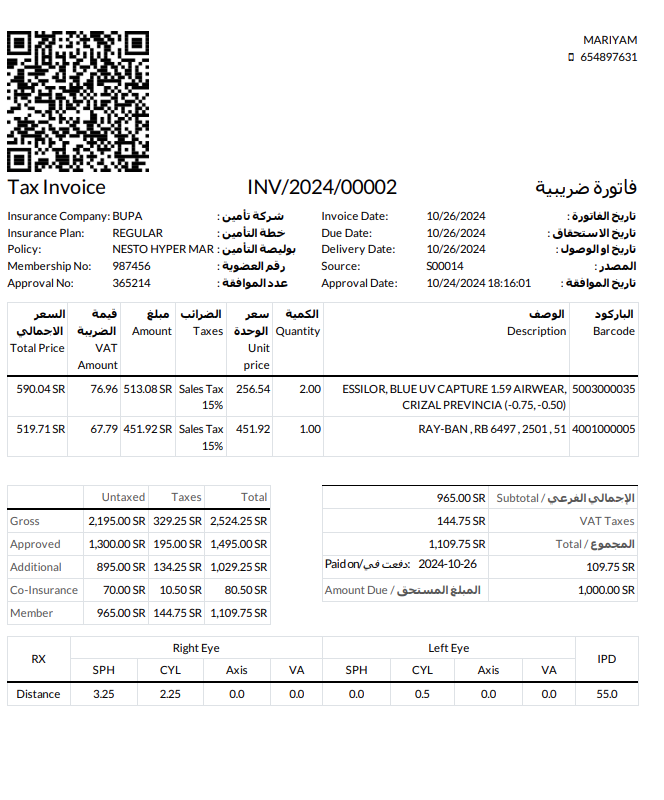 MARIYAM
654897631
Tax Invoice INV/2024/00002 فاتورة ضريبية
Insurance Company: BUPA شركة تأمين : Invoice Date: 10/26/2024 تاريخ الفاتورة :
Insurance Plan: REGULAR خطة التأمين : Due Date: 10/26/2024 تاريخ الاستحقاق :
Policy: NESTO HYPER MAR بوليصة التأمين : Delivery Date: 10/26/2024 تاريخ او الوصول :
Membership No: 987456 رقم العضوية : Source: S00014 المصدر :
Approval No: 365214 عدد الموافقة : Approval Date: 10/24/2024 18:16:01 تاريخ الموافقة :
السعر الاجمالي Total Price قيمة الضريبة VAT Amount مبلغ Amount الضرائب Taxes سعر الوحدة Unit price الكمية Quantity الوصف Description الباركود Barcode
590.04 SR 76.96 513.08 SR Sales Tax 15% 256.54 2.00 ESSILOR, BLUE UV CAPTURE 1.59 AIRWEAR, CRIZAL PREVINCIA (-0.75, -0.50) 5003000035
519.71 SR 67.79 451.92 SR Sales Tax 15% 451.92 1.00 RAY-BAN , RB 6497 , 2501 , 51 4001000005
Untaxed Taxes Total
Gross 2,195.00 SR 329.25 SR 2,524.25 SR
Approved 1,300.00 SR 195.00 SR 1,495.00 SR
Additional 895.00 SR 134.25 SR 1,029.25 SR
Co-Insurance 70.00 SR 10.50 SR 80.50 SR
Member 965.00 SR 144.75 SR 1,109.75 SR
965.00 SR Subtotal / الإجمالي الفرعي
144.75 SR VAT Taxes
1,109.75 SR Total / المجموع
Paid on/دفعت في: 2024-10-26 109.75 SR
Amount Due / المبلغ المستحق 1,000.00 SR
RX Right Eye Left Eye IPD
SPH CYL Axis VA SPH CYL Axis VA
Distance 3.25 2.25 0.0 0.0 0.0 0.5 0.0 0.0 55.0